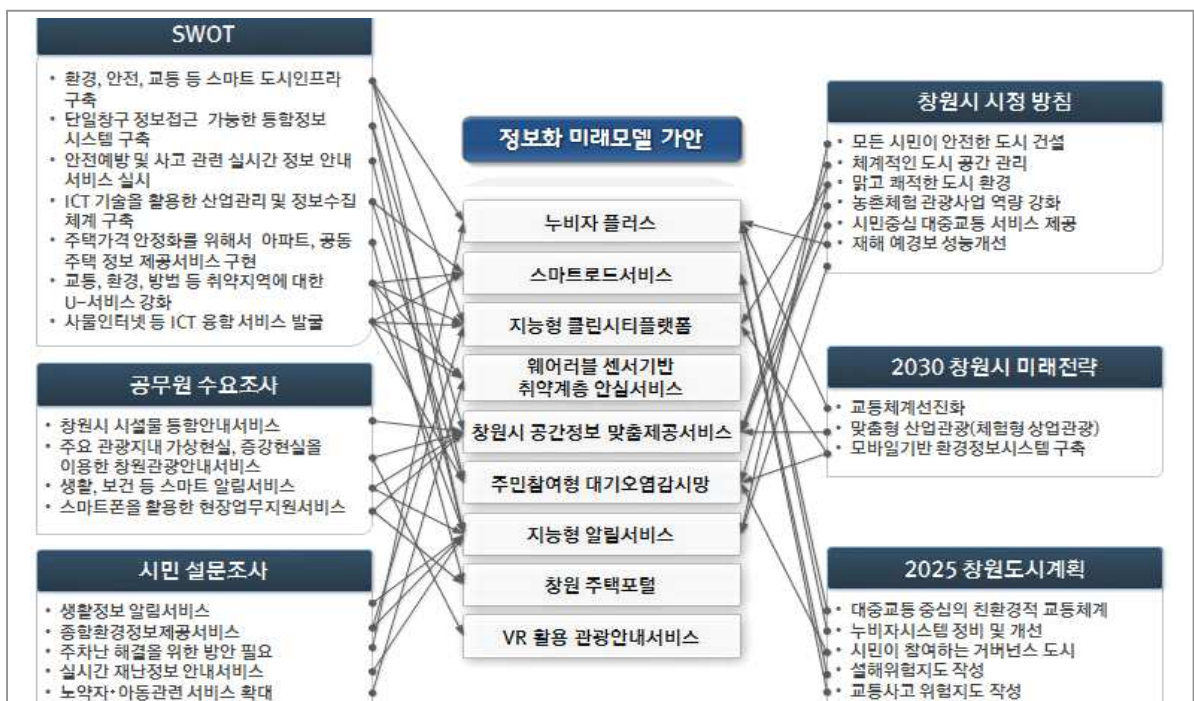 SWOT
• 환경, 안전, 교통 등 스마트 도시인프라
구축
• 단일창구 정보접근 가능한 통합정보
시스템 구축
• 안전예방 및 사고 관련 실시간 정보 안내
서비스 실시
• ICT 기술을 활용한 산업관리 및 정보수집
체계 구축
• 주택가격 안정화를 위해서 아파트, 공동
주택 정보 제공서비스 구현
• 교통, 환경, 방범 등 취약지역에 대한
U-서비스 강화
• 사물인터넷 등 ICT 융합 서비스 발굴
공무원 수요조사
• 창원시 시설물 통합안내서비스
• 주요 관광지내 가상현실, 증강현실을
이용한 창원관광안내서비스
• 생활, 보건 등 스마트 알림서비스
• 스마트폰을 활용한 현장업무지원서비스
시민 설문조사
• 생활정보 알림서비스
• 종합환경정보제공서비스
• 주차난 해결을 위한 방안 필요
• 실시간 재난정보 안내서비스
• 노약자·아동관련 서비스 확대
정보화 미래모델 가안
누비자 플러스
스마트로드서비스
지능형 클린시티플랫폼
웨어러블 센서기반
취약계층 안심서비스
창원시 공간정보 맞춤제공서비스
주민참여형 대기오염감시망
지능형 알림서비스
창원 주택포털
VR 활용 관광안내서비스
창원시 시정 방침
• 모든 시민이 안전한 도시 건설
• 체계적인 도시 공간 관리
• 맑고 쾌적한 도시 환경
• 농촌체험 관광사업 역량 강화
• 시민중심 대중교통 서비스 제공
• 재해 예경보 성능개선
2030 창원시 미래전략
• 교통체계선진화
• 맞춤형 산업관광(체험형 상업관광)
• 모바일기반 환경정보시스템 구축
2025 창원도시계획
• 대중교통 중심의 친환경적 교통체계
• 누비자시스템 정비 및 개선
• 시민이 참여하는 거버넌스 도시
• 설해위험지도 작성
• 교통사고 위험지도 작성